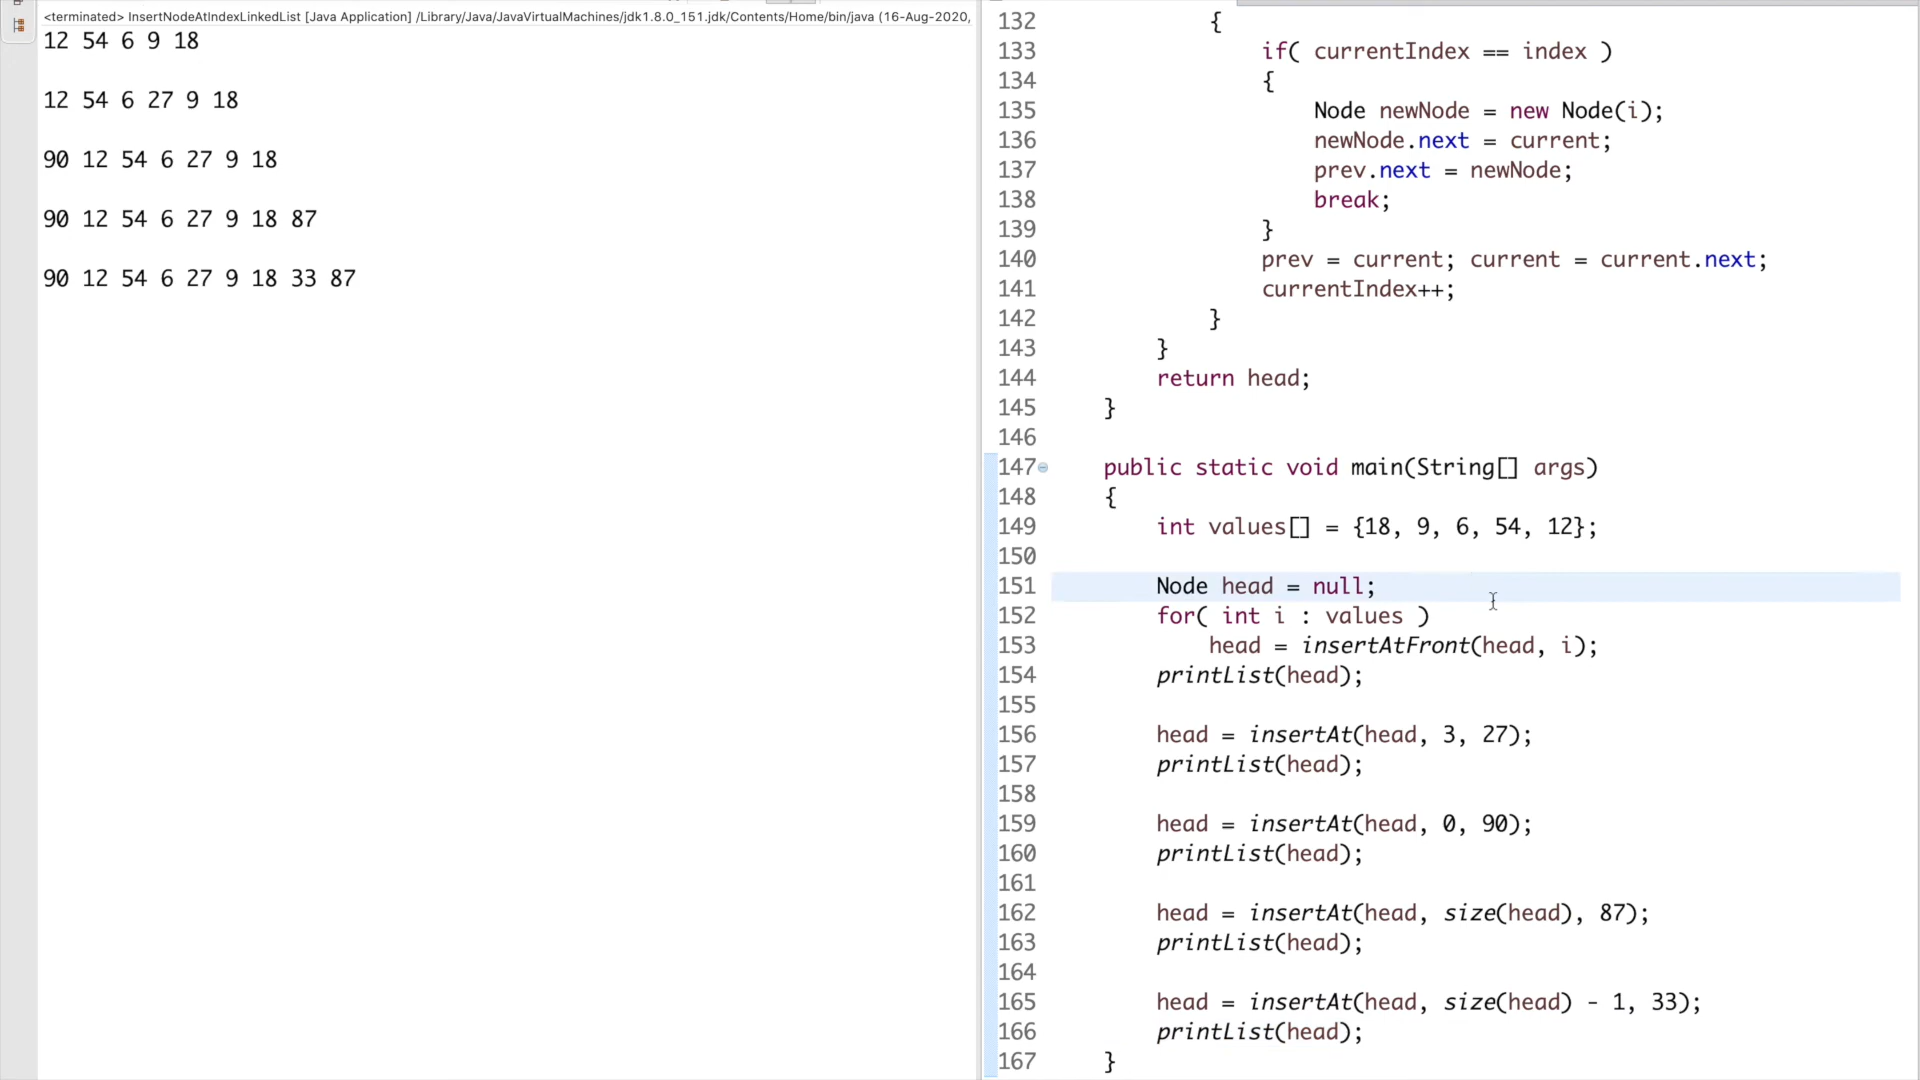 <terminated> InsertNodeAtIndexLinkedList [Java Application] /Library/Java/JavaVirtualMachines/jdk1.8.0_151.jdk/Contents/Home/bin/java (16-Aug-2020,
12 54 6 9 18
12 54 6 27 9 18
90 12 54 6 27 9 18
90 12 54 6 27 9 18 87
90 12 54 6 27 9 18 33 87
132 {
133 if( currentIndex == index )
134 {
135 Node newNode = new Node(i);
136 newNode.next = current;
137 prev.next = newNode;
138 break;
139 }
140 prev = current; current = current.next;
141 currentIndex++;
142 }
143 }
144 return head;
145 }
146
147 public static void main(String[] args)
148 {
149 int values[] = {18, 9, 6, 54, 12};
150
151 Node head = null;
152 for( int i : values )
153 head = insertAtFront(head, i);
154 printList(head);
155
156 head = insertAt(head, 3, 27);
157 printList(head);
158
159 head = insertAt(head, 0, 90);
160 printList(head);
161
162 head = insertAt(head, size(head), 87);
163 printList(head);
164
165 head = insertAt(head, size(head) - 1, 33);
166 printList(head);
167 }